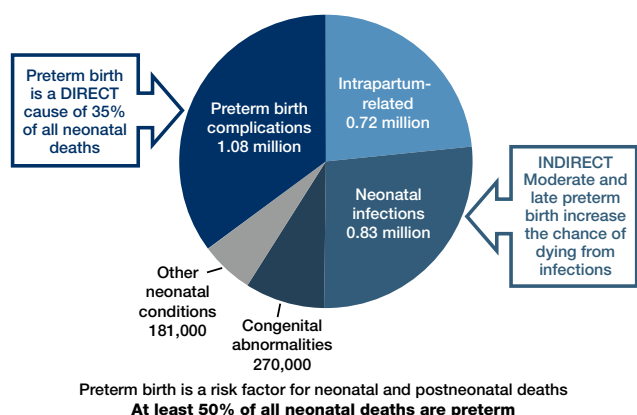 Preterm birth
is a DIRECT
cause of 35%
of all neonatal
deaths
Preterm birth
complications
1.08 million
Intrapartum-
related
0.72 million
Neonatal
infections
0.83 million
INDIRECT
Moderate and
late preterm
birth increase
the chance of
dying from
infections
Other
neonatal
conditions
181,000
Congenital
abnormalities
270,000
Preterm birth is a risk factor for neonatal and postneonatal deaths
At least 50% of all neonatal deaths are preterm